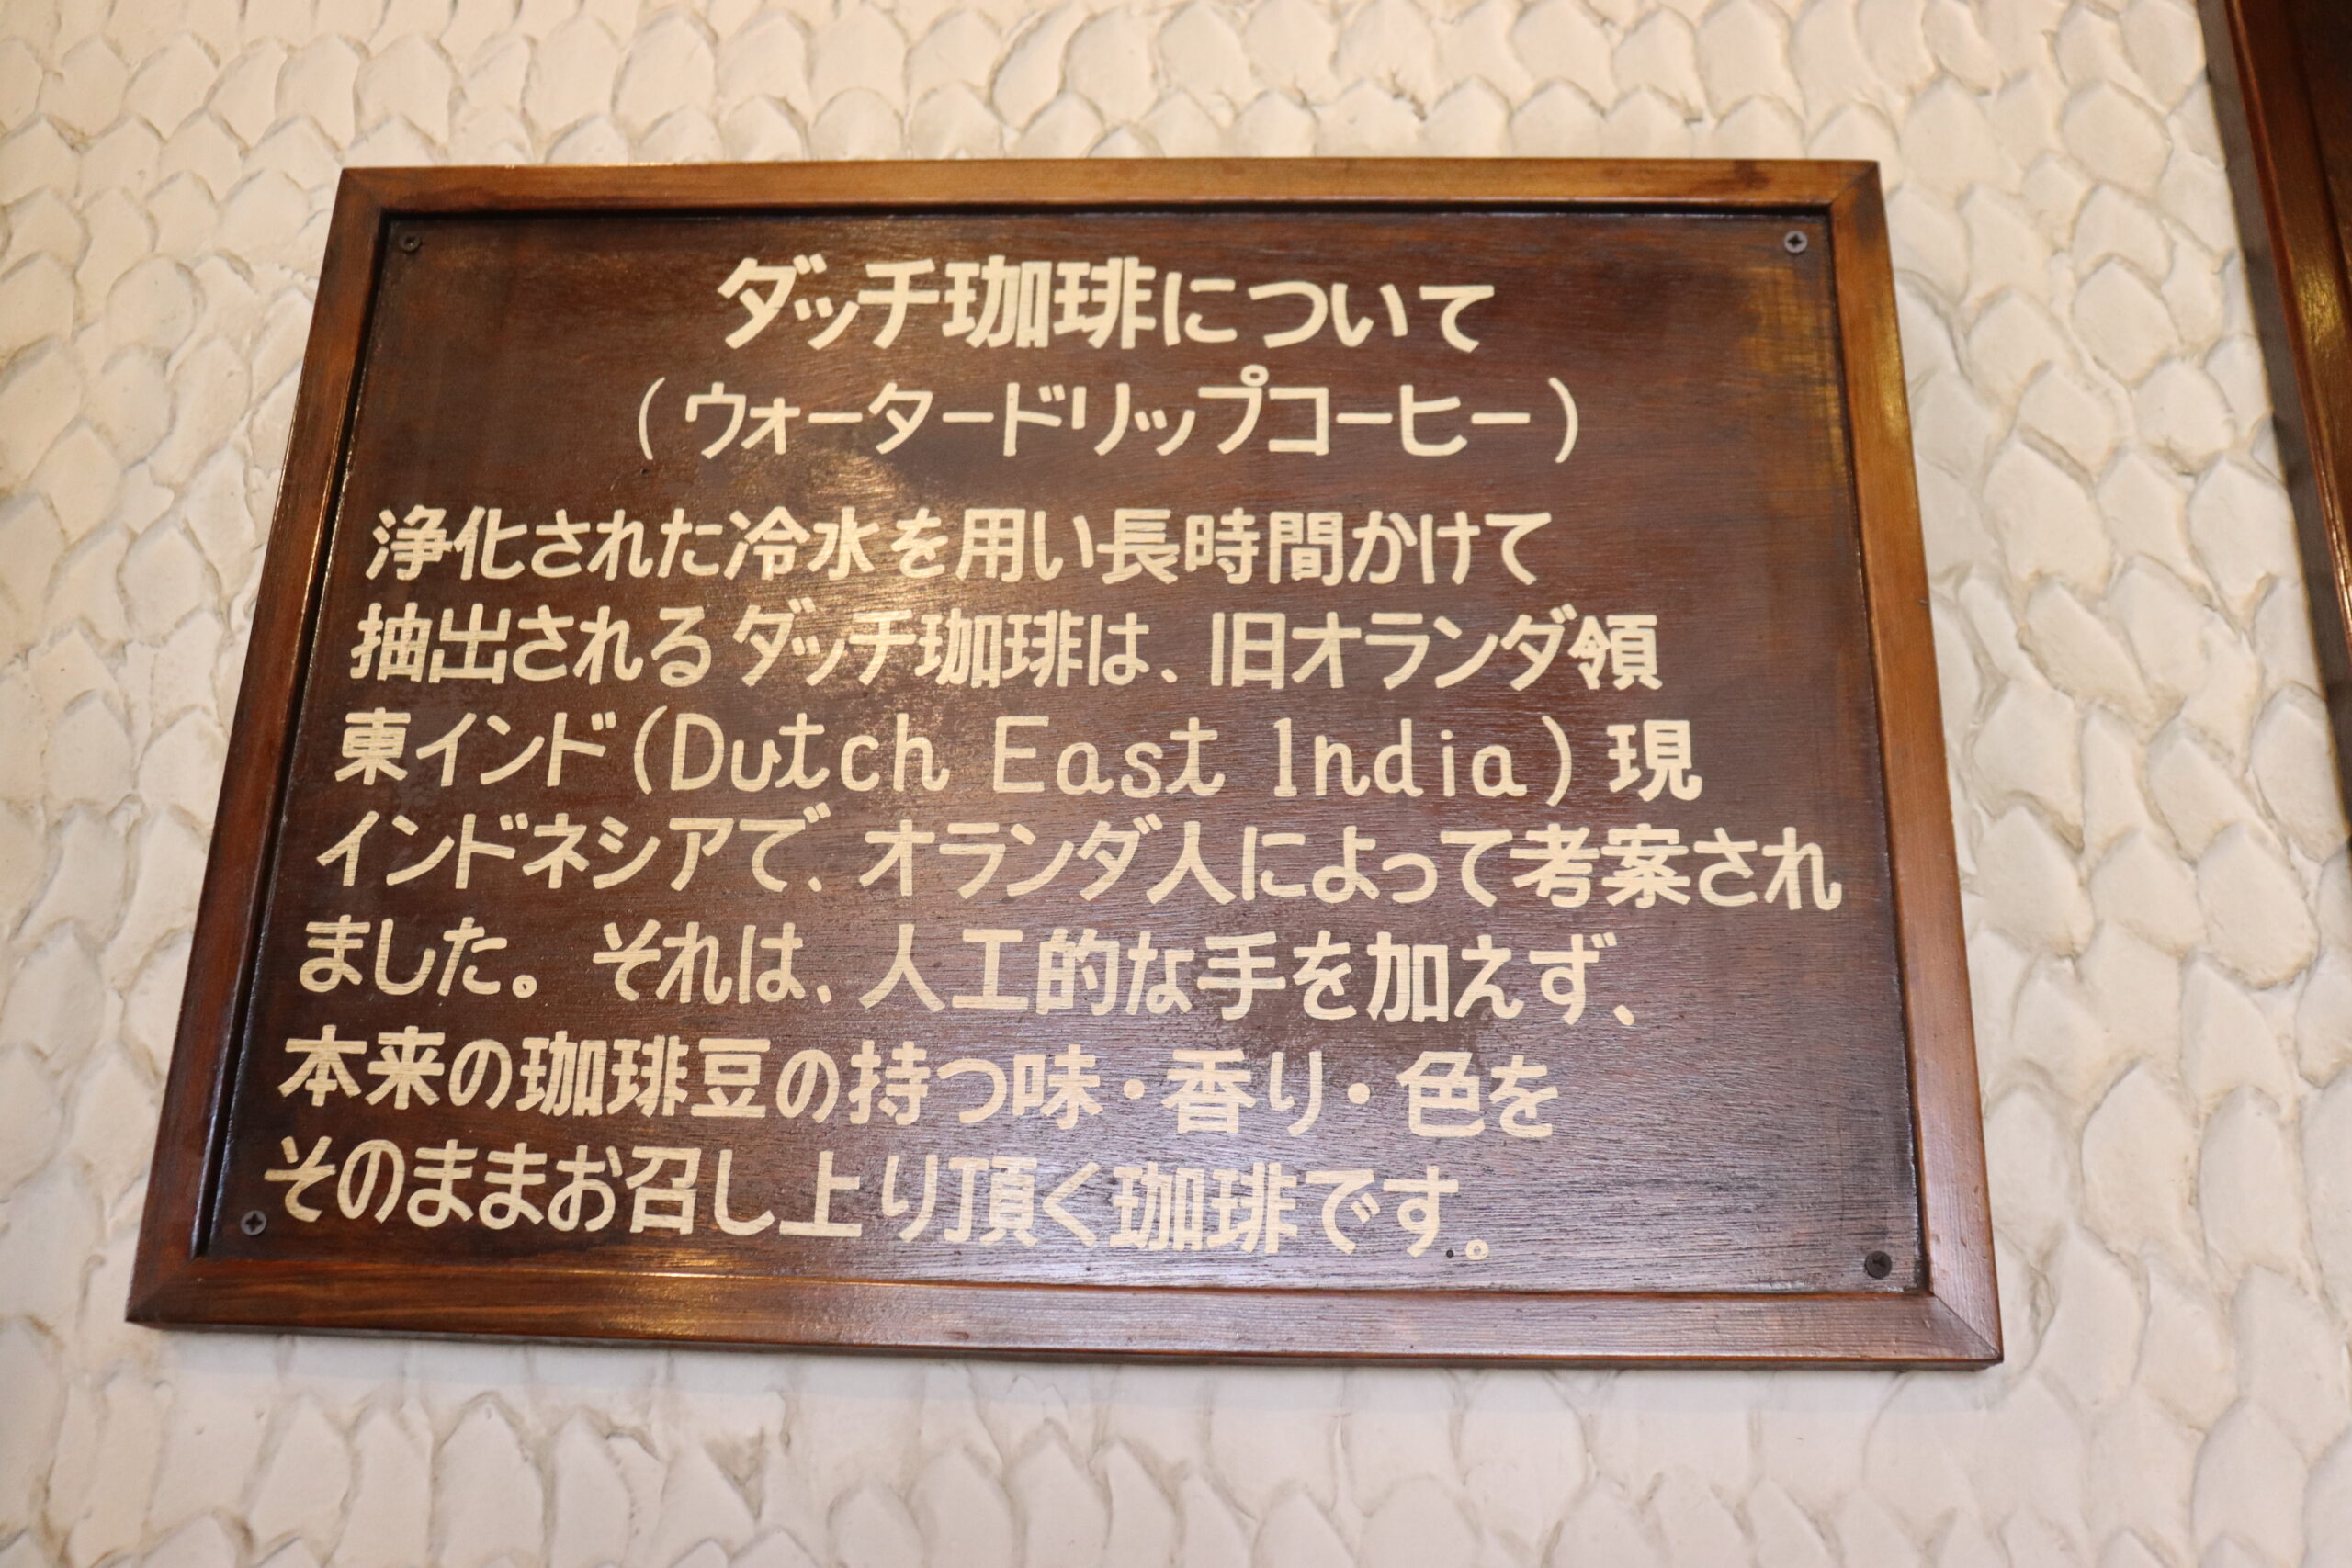 ダッチ珈琲について
(ウォータードリップコーヒー)
浄化された冷水を用い長時間かけて
抽出されるダッチ珈琲は、旧オランダ領
東インド(Dutch East India)現
インドネシアで、オランダ人によって考案され
ました。それは、人工的な手を加えず、
本来の珈琲豆の持つ味・香り・色を
そのままお召し上り頂く珈琲です。